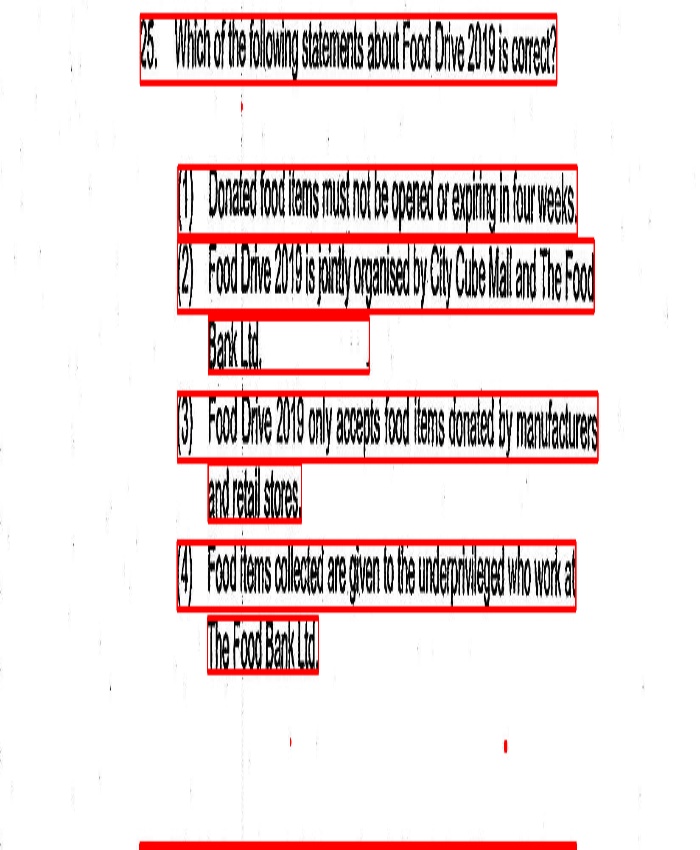 25. Which of the following statements about Food Drive 2019 is correct?
(1) Donated food items must not be opened or expiring in four weeks.
(2) Food Drive 2019 is jointly organised by City Cube Mall and The Food
Bank Ltd.
(3) Food Drive 2019 only accepts food items donated by manufacturers
and retail stores.
(4) Food items collected are given to the underprivileged who work at
The Food Bank Ltd.